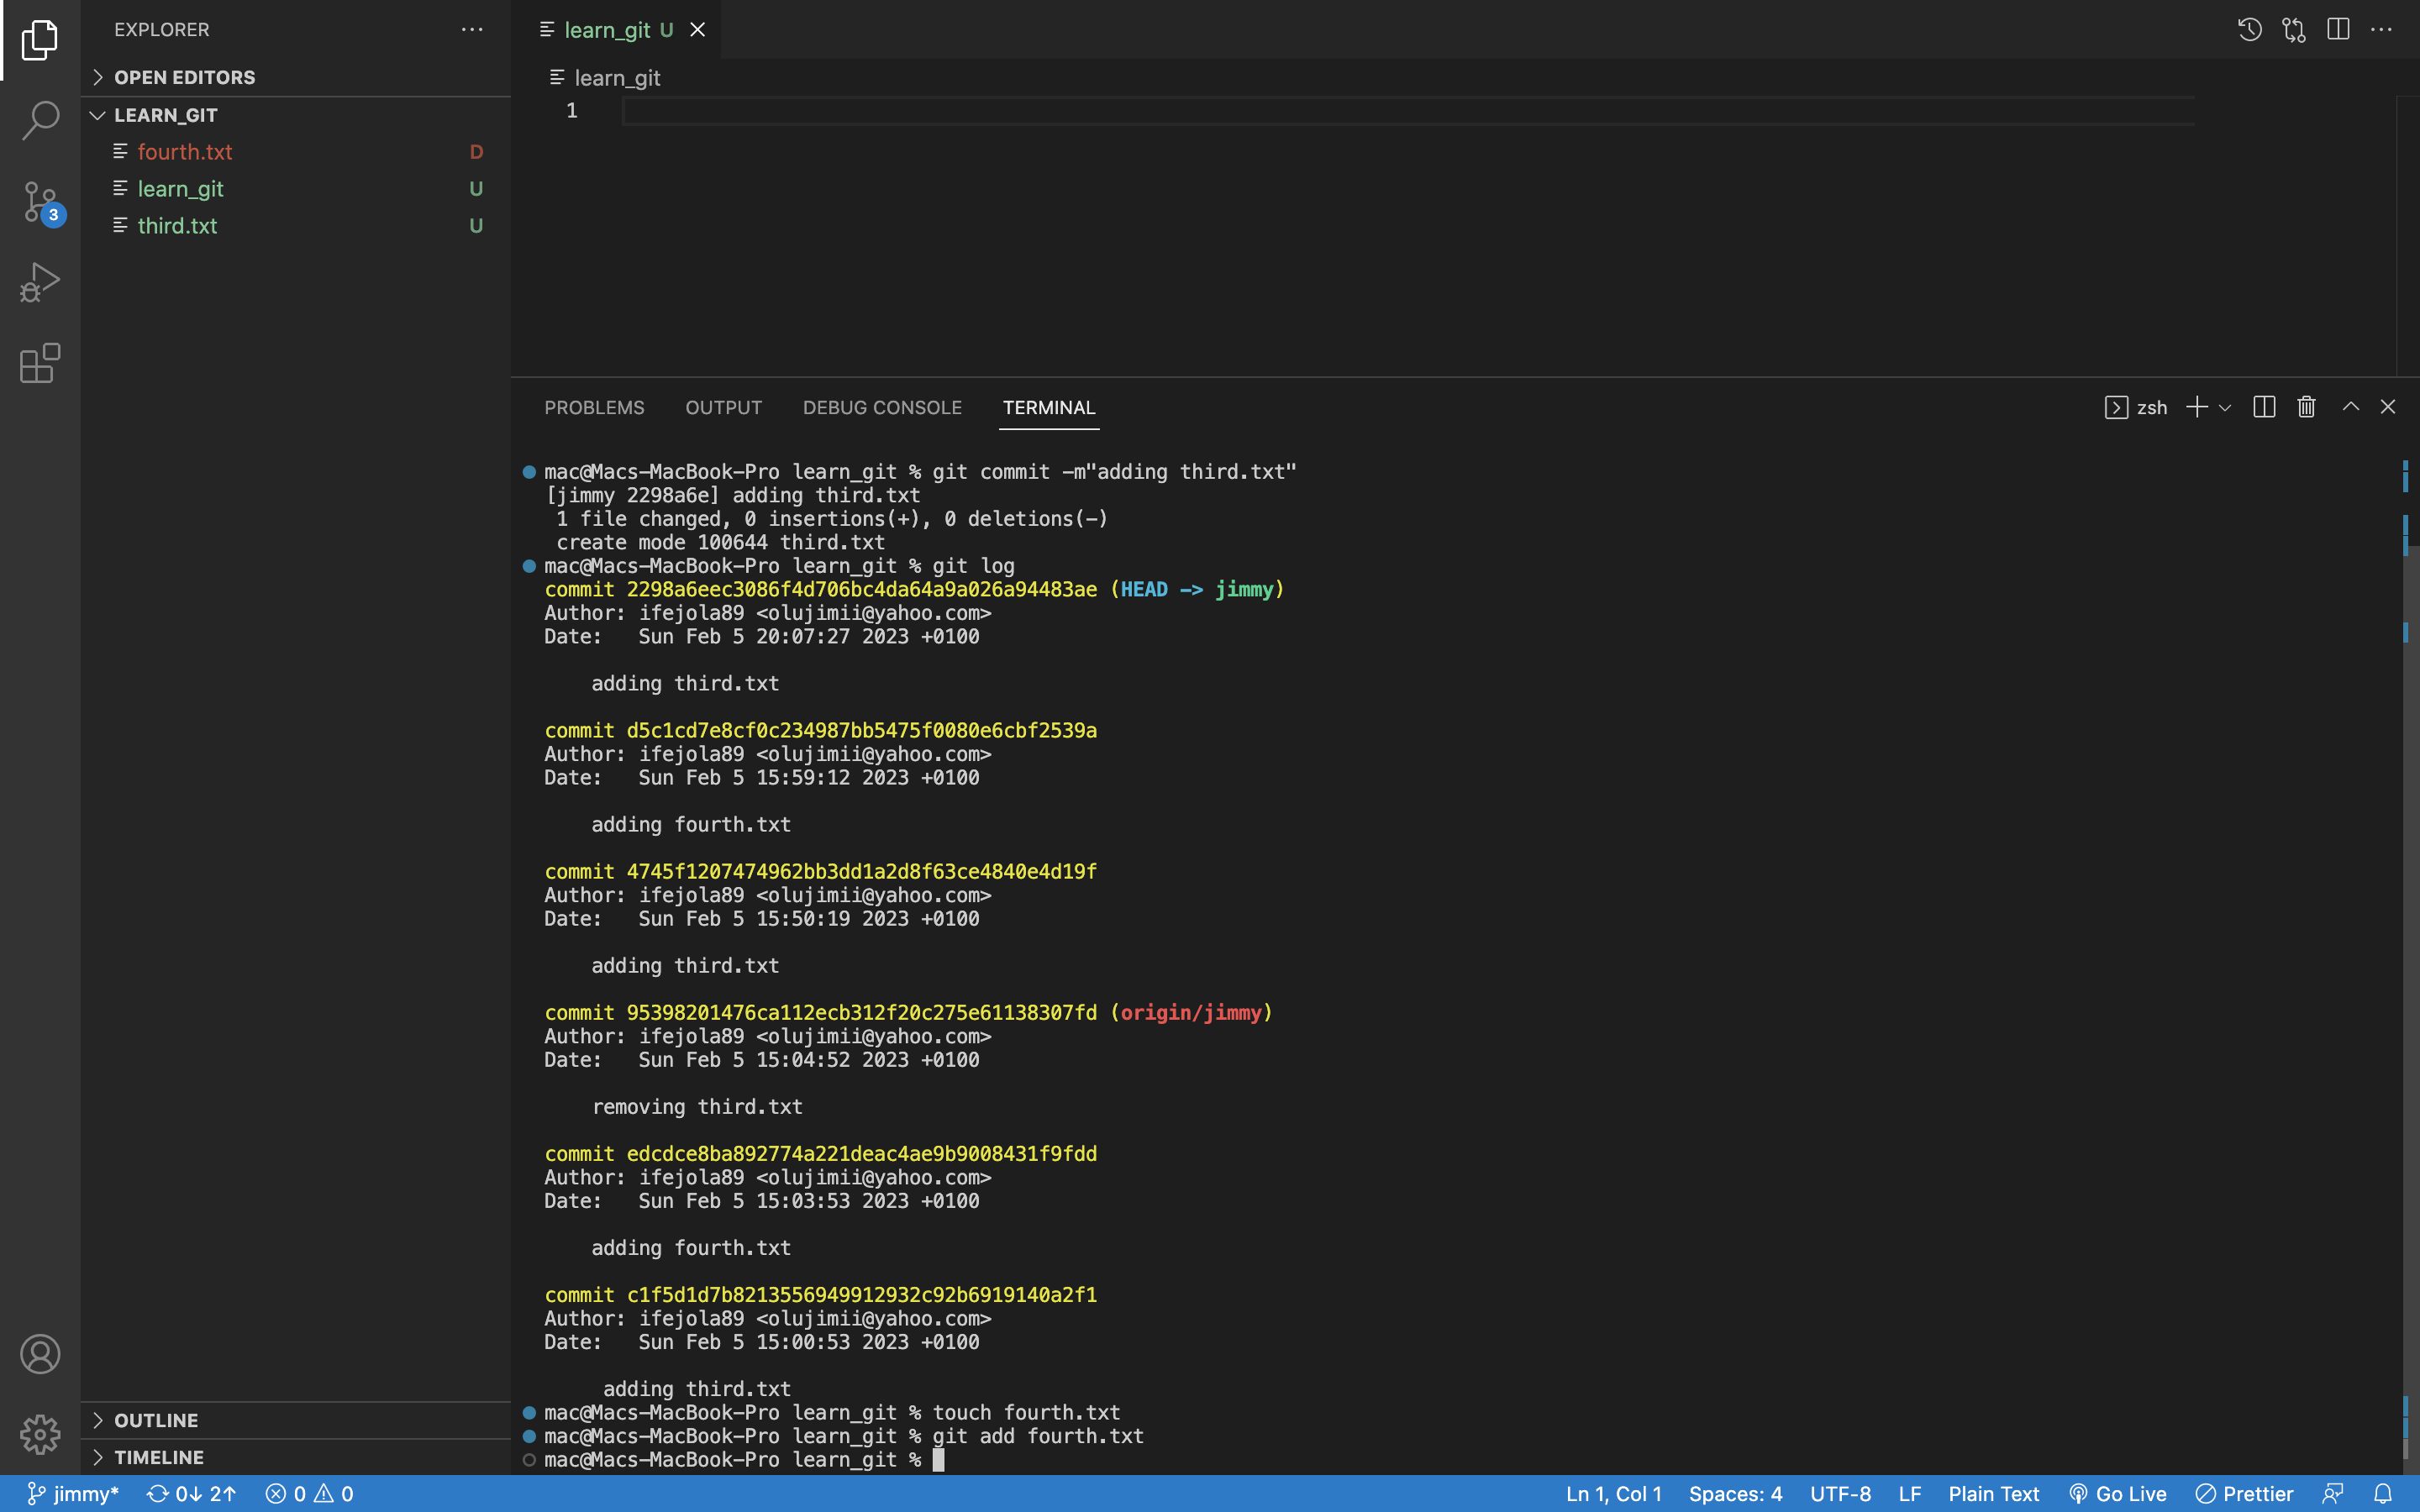 EXPLORER
OPEN EDITORS
LEARN_GIT
fourth.txt D
learn_git U
third.txt U
3
OUTLINE
TIMELINE
learn_git U
learn_git
1
PROBLEMS OUTPUT DEBUG CONSOLE TERMINAL
zsh
mac@Macs-MacBook-Pro learn_git % git commit -m"adding third.txt"
[jimmy 2298a6e] adding third.txt
1 file changed, 0 insertions(+), 0 deletions(-)
create mode 100644 third.txt
mac@Macs-MacBook-Pro learn_git % git log
commit 2298a6eec3086f4d706bc4da64a9a026a94483ae (HEAD -> jimmy)
Author: ifejola89 <olujimii@yahoo.com>
Date:   Sun Feb 5 20:07:27 2023 +0100
adding third.txt
commit d5c1cd7e8cf0c234987bb5475f0080e6cbf2539a
Author: ifejola89 <olujimii@yahoo.com>
Date:   Sun Feb 5 15:59:12 2023 +0100
adding fourth.txt
commit 4745f1207474962bb3dd1a2d8f63ce4840e4d19f
Author: ifejola89 <olujimii@yahoo.com>
Date:   Sun Feb 5 15:50:19 2023 +0100
adding third.txt
commit 95398201476ca112ecb312f20c275e61138307fd (origin/jimmy)
Author: ifejola89 <olujimii@yahoo.com>
Date:   Sun Feb 5 15:04:52 2023 +0100
removing third.txt
commit edcdce8ba892774a221deac4ae9b9008431f9fdd
Author: ifejola89 <olujimii@yahoo.com>
Date:   Sun Feb 5 15:03:53 2023 +0100
adding fourth.txt
commit c1f5d1d7b8213556949912932c92b6919140a2f1
Author: ifejola89 <olujimii@yahoo.com>
Date:   Sun Feb 5 15:00:53 2023 +0100
adding third.txt
mac@Macs-MacBook-Pro learn_git % touch fourth.txt
mac@Macs-MacBook-Pro learn_git % git add fourth.txt
mac@Macs-MacBook-Pro learn_git %
jimmy* 0↓ 2↑ 0 0 Ln 1, Col 1 Spaces: 4 UTF-8 LF Plain Text Go Live Prettier